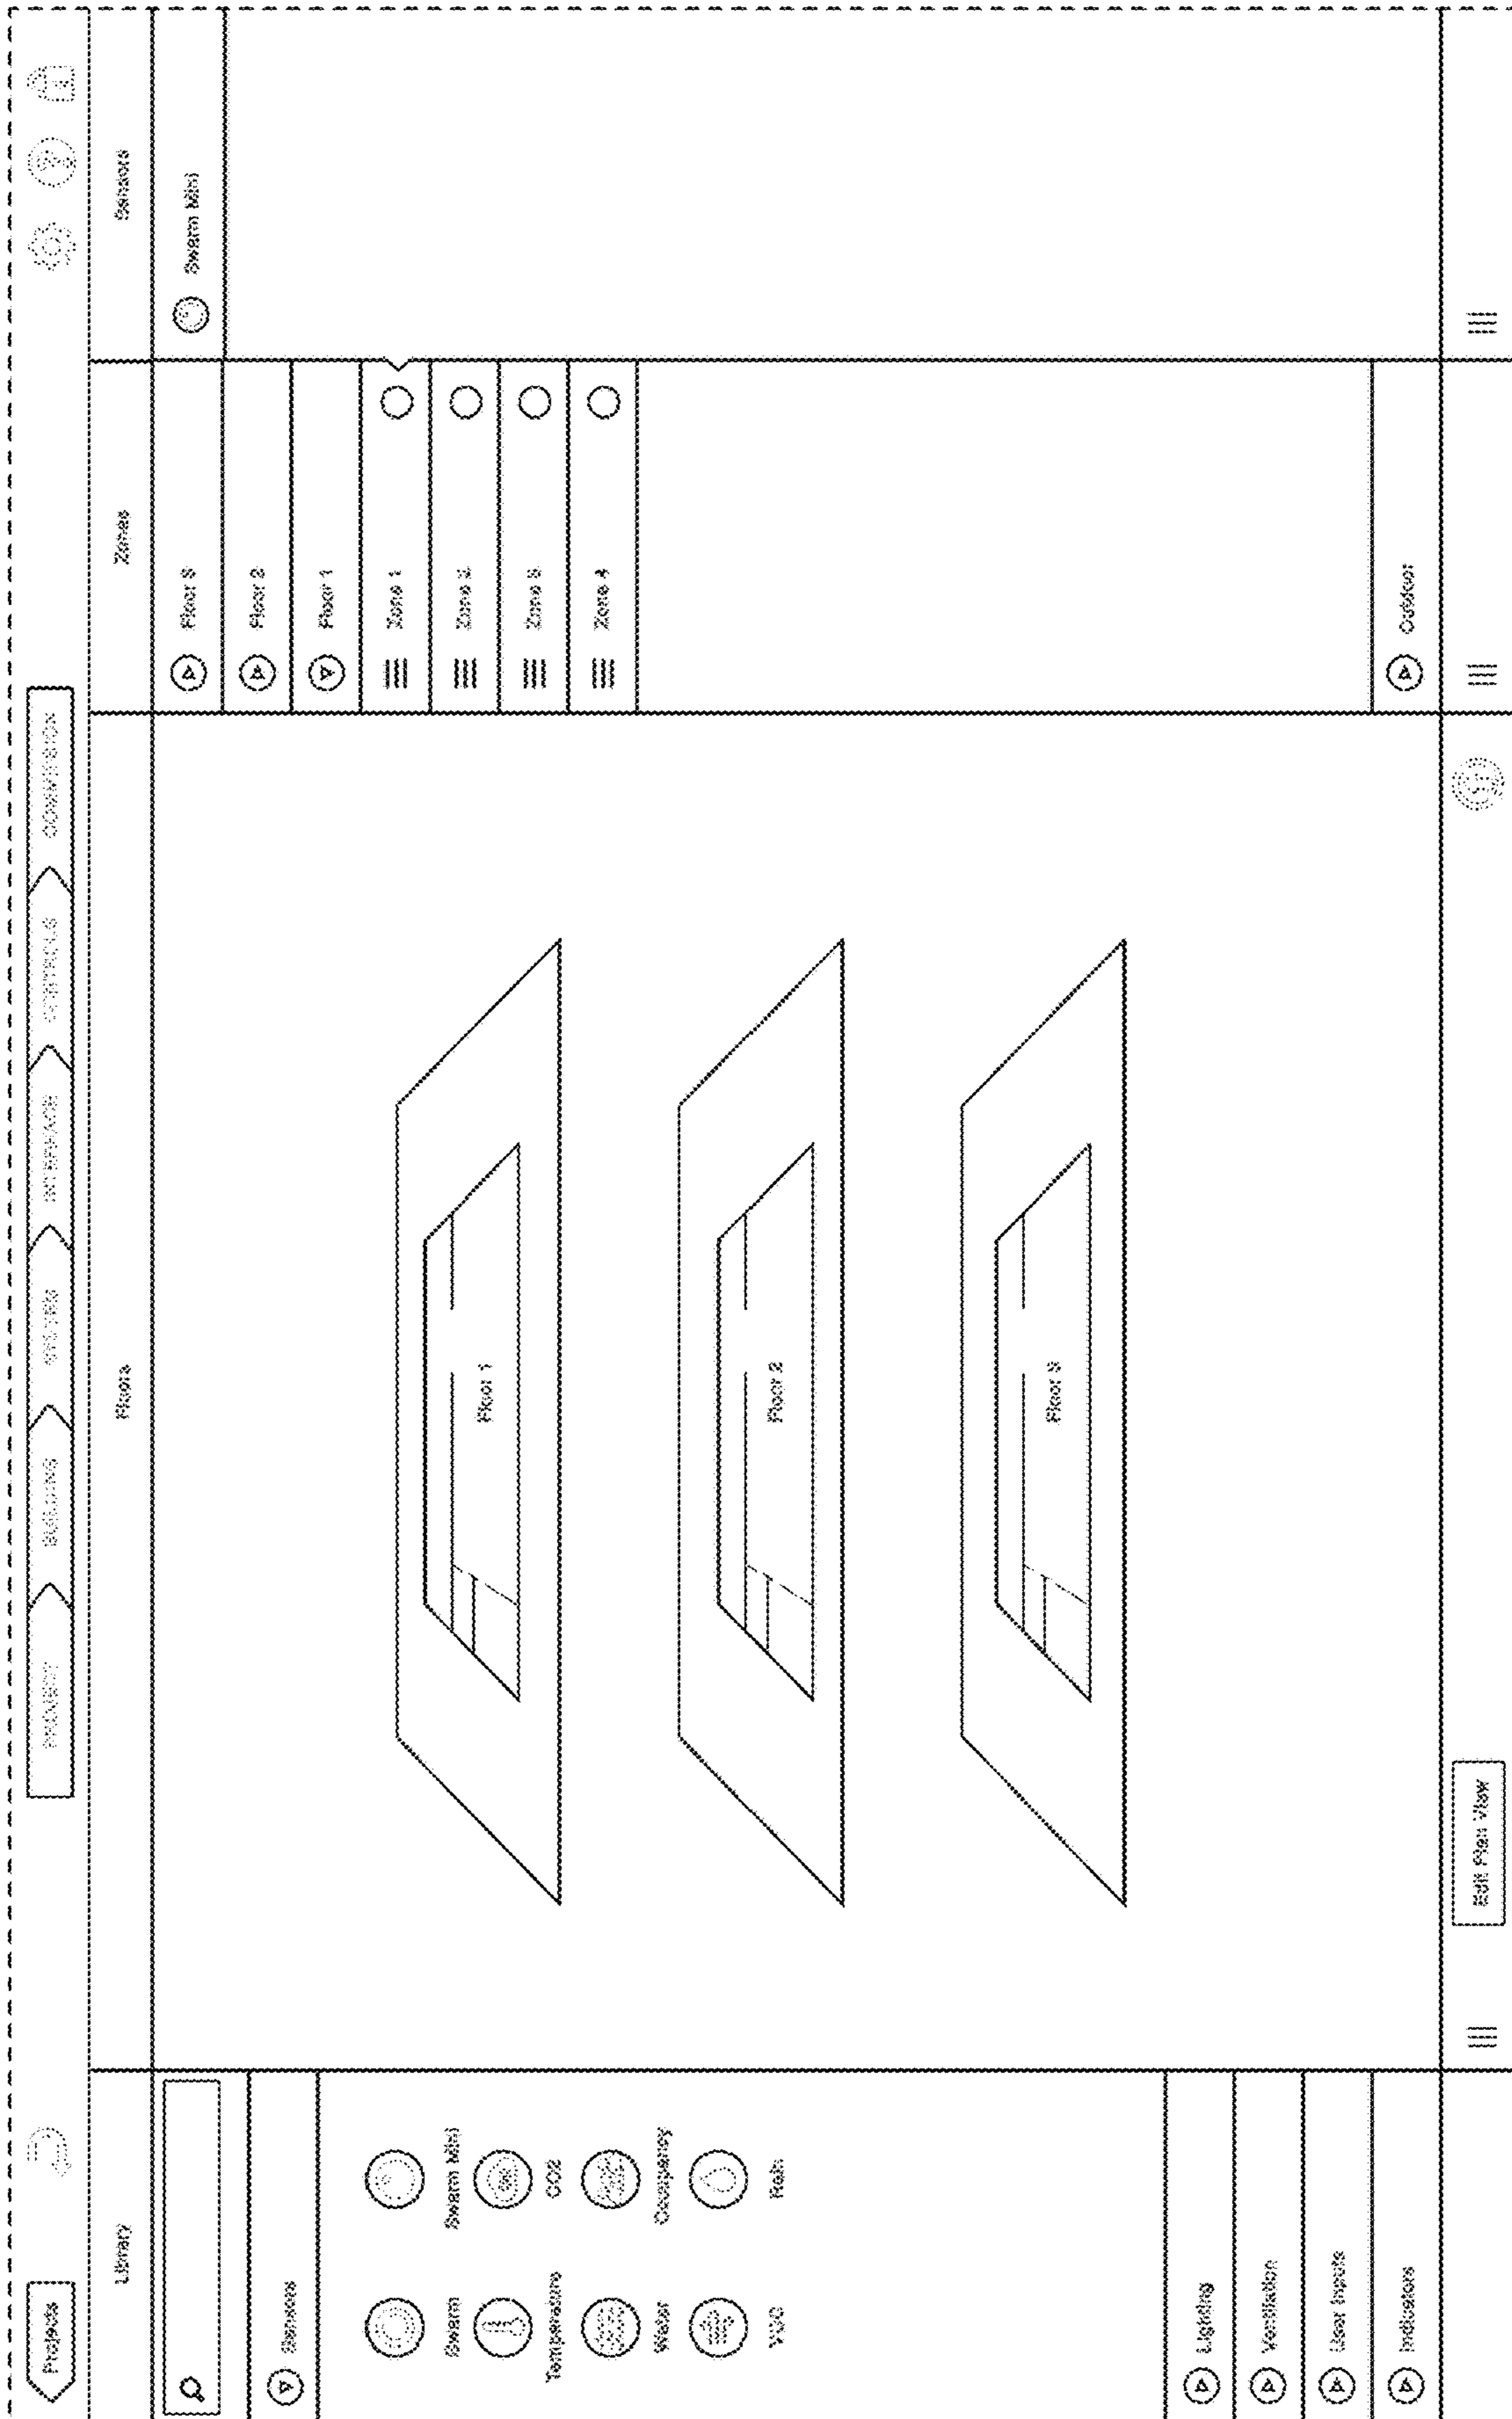 Projects
PROJECT BUILDING SYSTEM INTERFACE CONTROLS COMMISSION
Library
Floors
Zones
Sensors
Sensors
Swarm
Swarm Mini
Temperature
CO2
Water
Occupancy
VOC
Rain
Lighting
Ventilation
User Inputs
Indicators
Floor 1
Floor 2
Floor 3
Edit Plan View
Floor 3
Floor 2
Floor 1
Zone 1
Zone 2
Zone 3
Zone 4
Outdoor
Swarm Mini